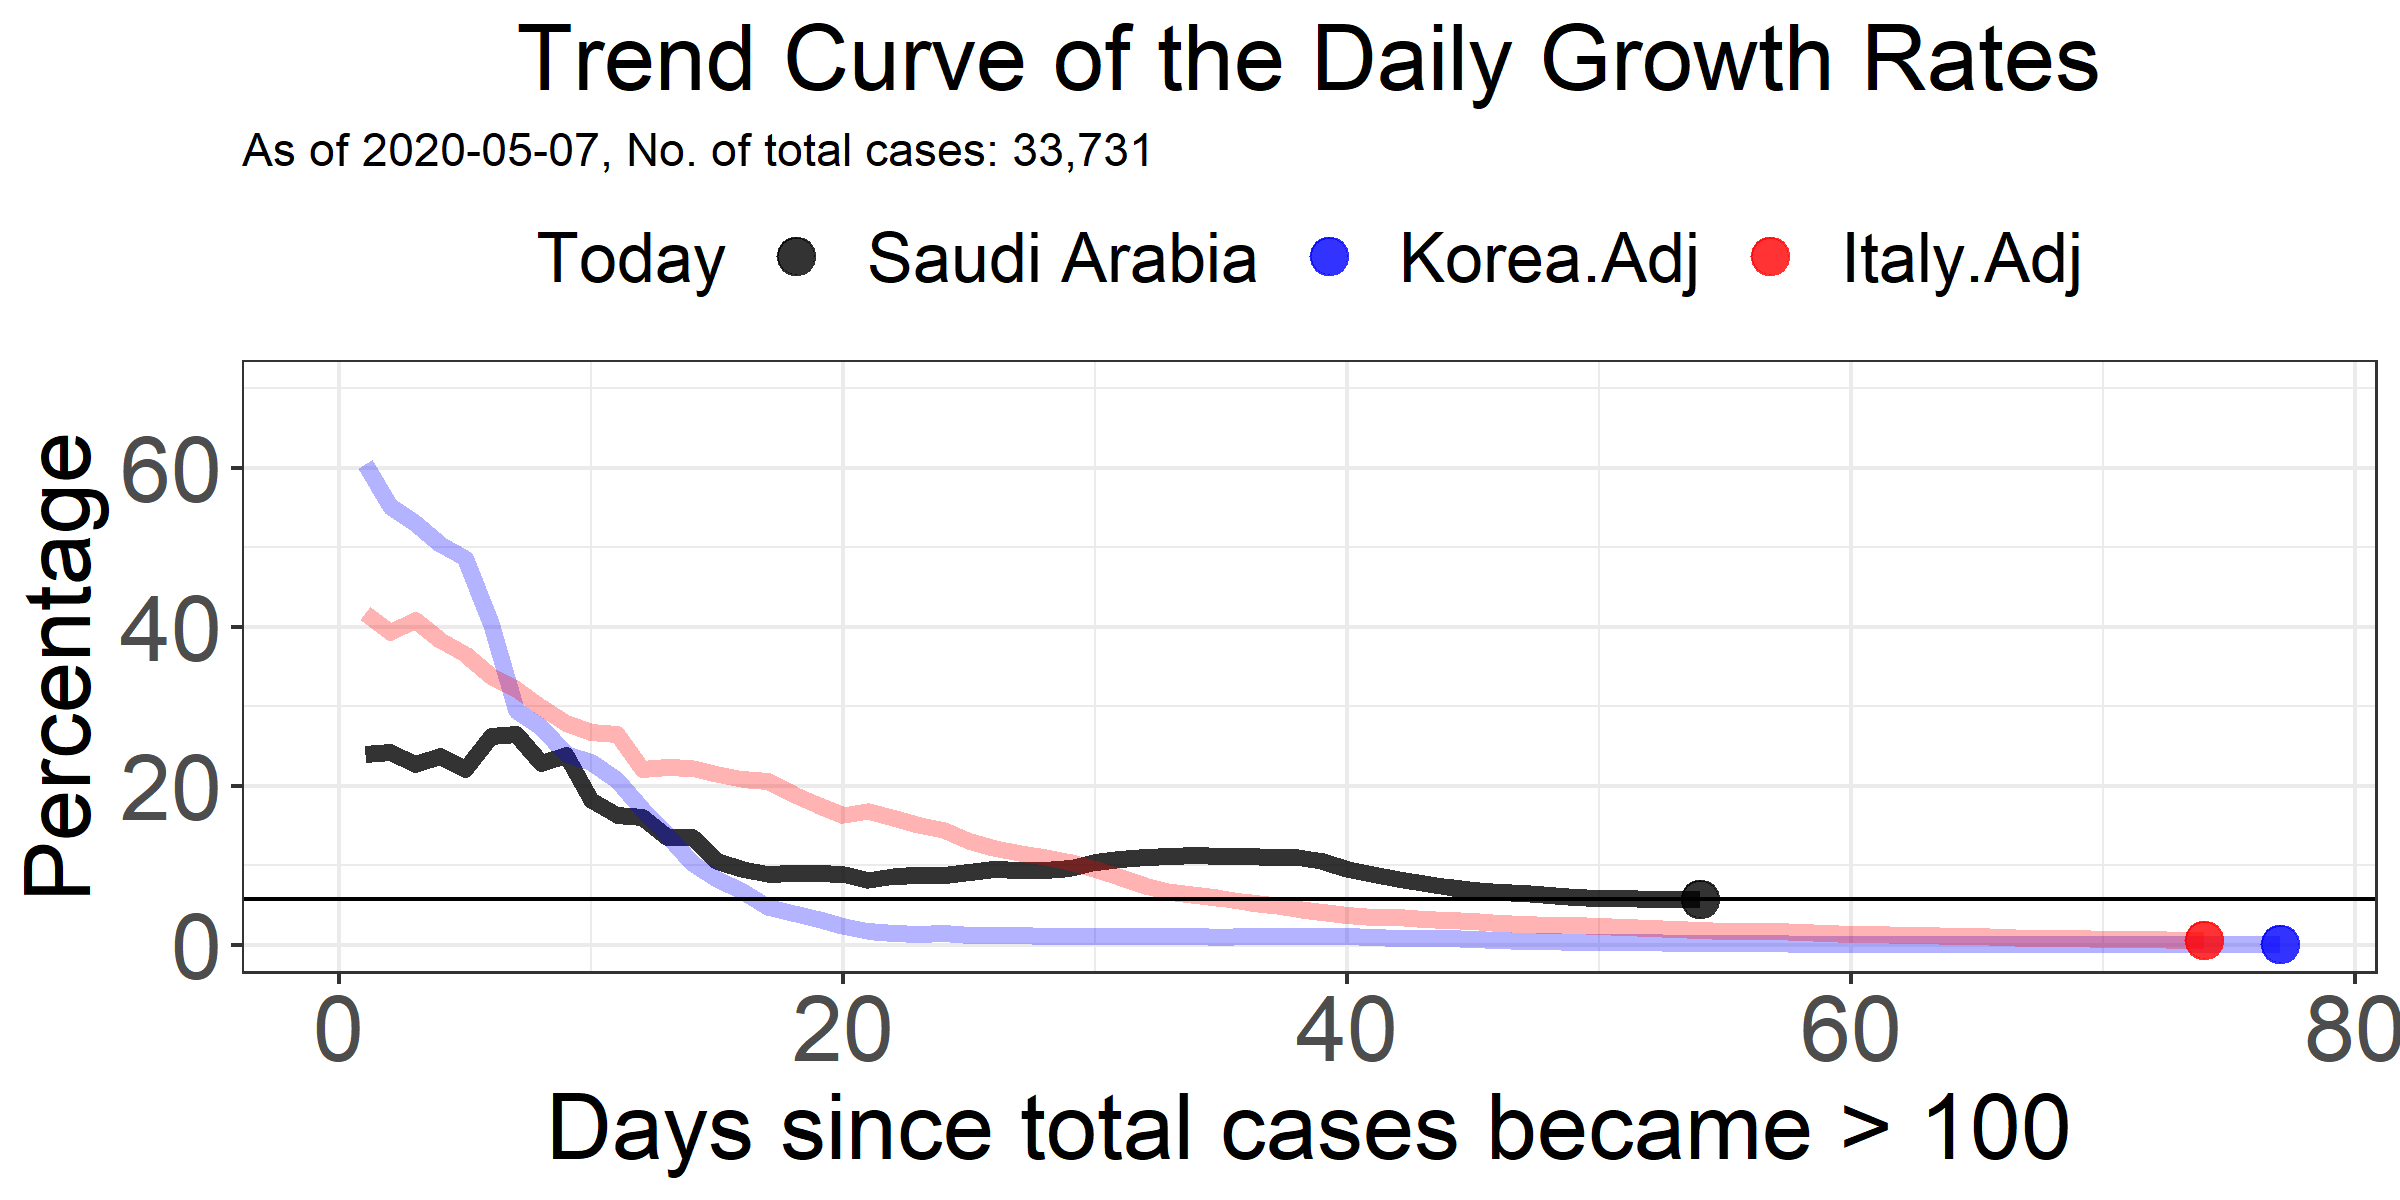 Trend Curve of the Daily Growth Rates
As of 2020-05-07, No. of total cases: 33,731
Today Saudi Arabia Korea.Adj Italy.Adj
Percentage
60
40
20
0
0 20 40 60 80
Days since total cases became > 100